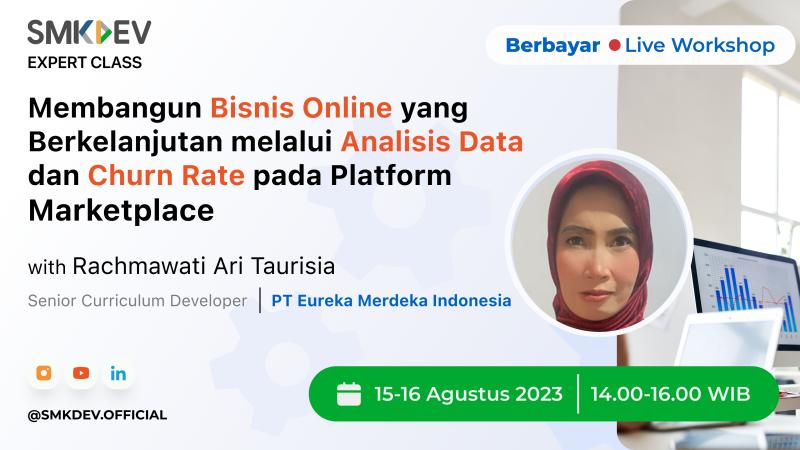 SMKDEV
EXPERT CLASS
Berbayar Live Workshop
Membangun Bisnis Online yang
Berkelanjutan melalui Analisis Data
dan Churn Rate pada Platform
Marketplace
with Rachmawati Ari Taurisia
Senior Curriculum Developer | PT Eureka Merdeka Indonesia
@SMKDEV.OFFICIAL
15-16 Agustus 2023 | 14.00-16.00 WIB